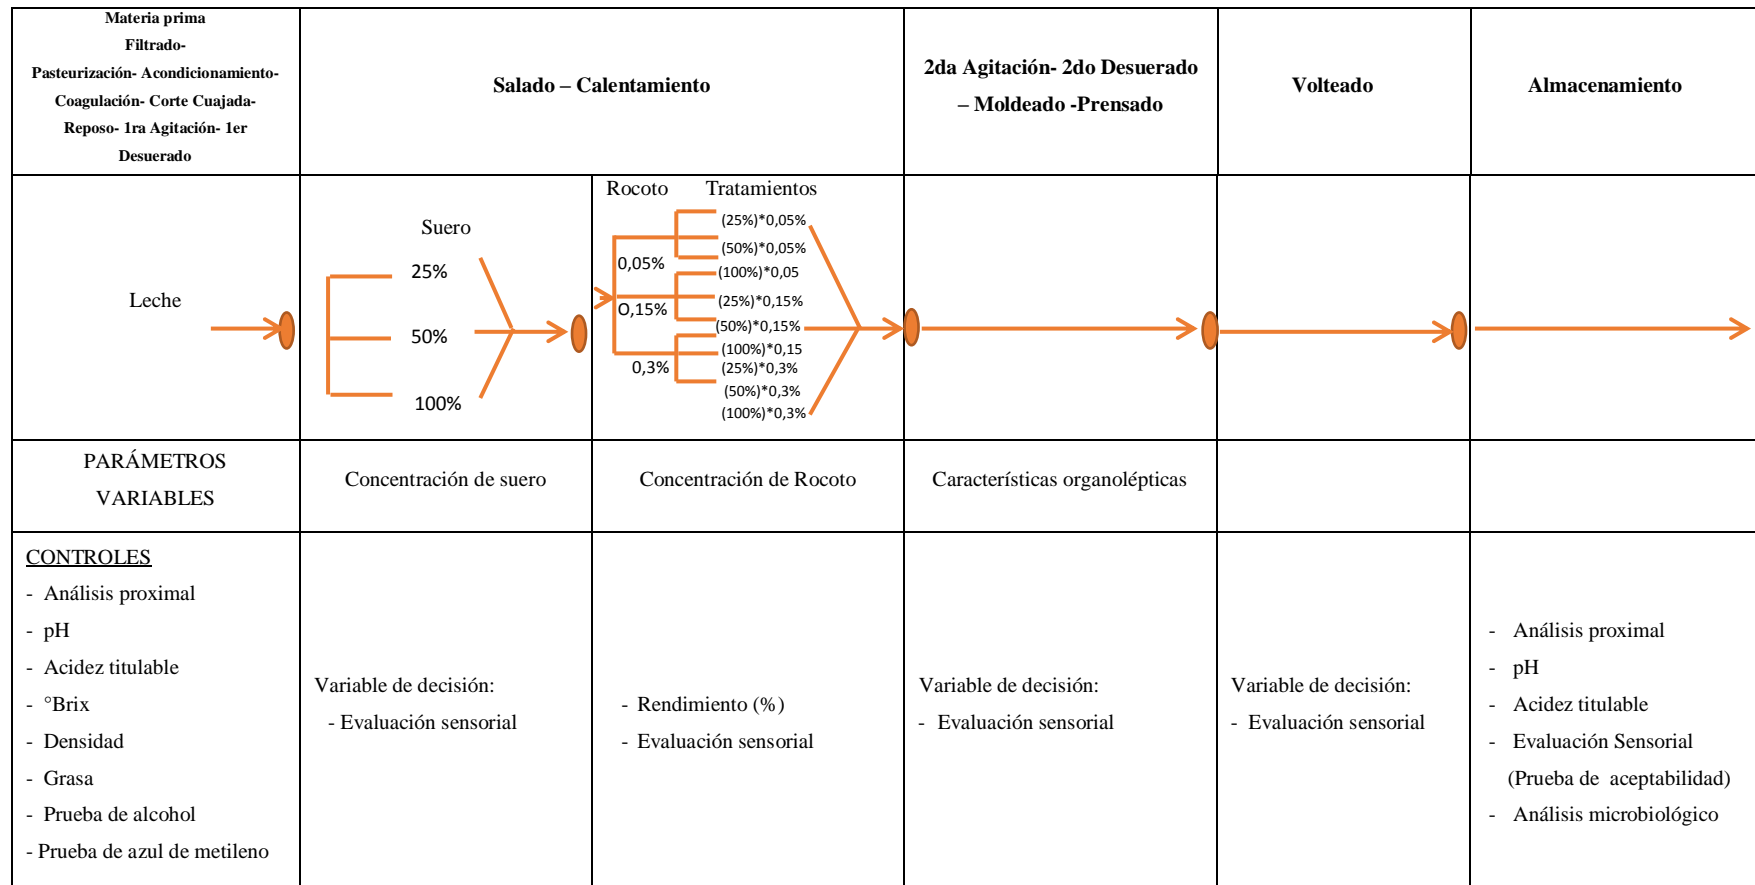 Materia prima
Filtrado-
Pasteurización- Acondicionamiento-
Coagulación- Corte Cuajada-
Reposo- 1ra Agitación- 1er
Desuerado
Salado – Calentamiento
2da Agitación- 2do Desuerado
– Moldeado -Prensado
Volteado
Almacenamiento
Leche
Suero
25%
50%
100%
Rocoto
0,05%
O,15%
0,3%
Tratamientos
(25%)*0,05%
(50%)*0,05%
(100%)*0,05
(25%)*0,15%
(50%)*0,15%
(100%)*0,15
(25%)*0,3%
(50%)*0,3%
(100%)*0,3%
PARÁMETROS
VARIABLES
Concentración de suero
Concentración de Rocoto
Características organolépticas
CONTROLES
- Análisis proximal
- pH
- Acidez titulable
- °Brix
- Densidad
- Grasa
- Prueba de alcohol
- Prueba de azul de metileno
Variable de decisión:
- Evaluación sensorial
- Rendimiento (%)
- Evaluación sensorial
Variable de decisión:
- Evaluación sensorial
Variable de decisión:
- Evaluación sensorial
- Análisis proximal
- pH
- Acidez titulable
- Evaluación Sensorial
(Prueba de aceptabilidad)
- Análisis microbiológico